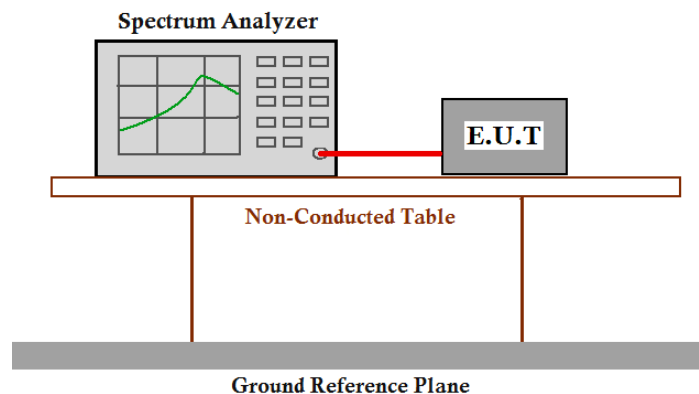 Spectrum Analyzer
E.U.T
Non-Conducted Table
Ground Reference Plane